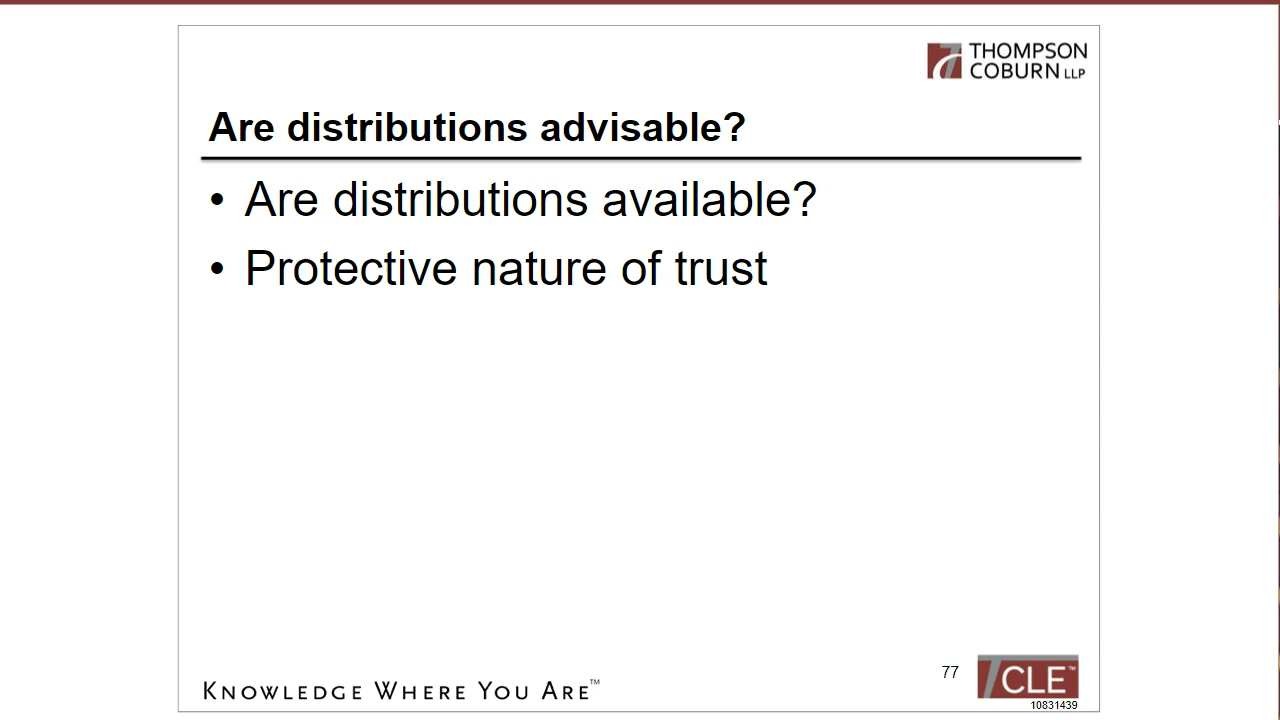 THOMPSON
COBURN LLP
Are distributions advisable?
• Are distributions available?
• Protective nature of trust
KNOWLEDGE WHERE YOU ARE™
77
TCLE™
10831439